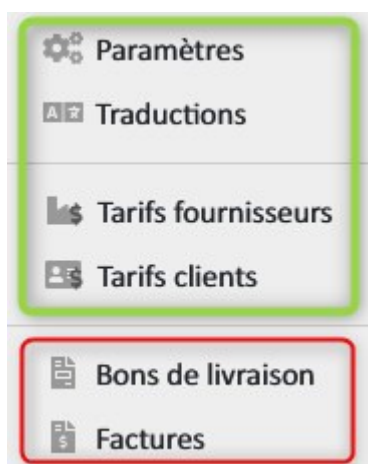 Paramètres
Traductions
Tarifs fournisseurs
Tarifs clients
Bons de livraison
Factures